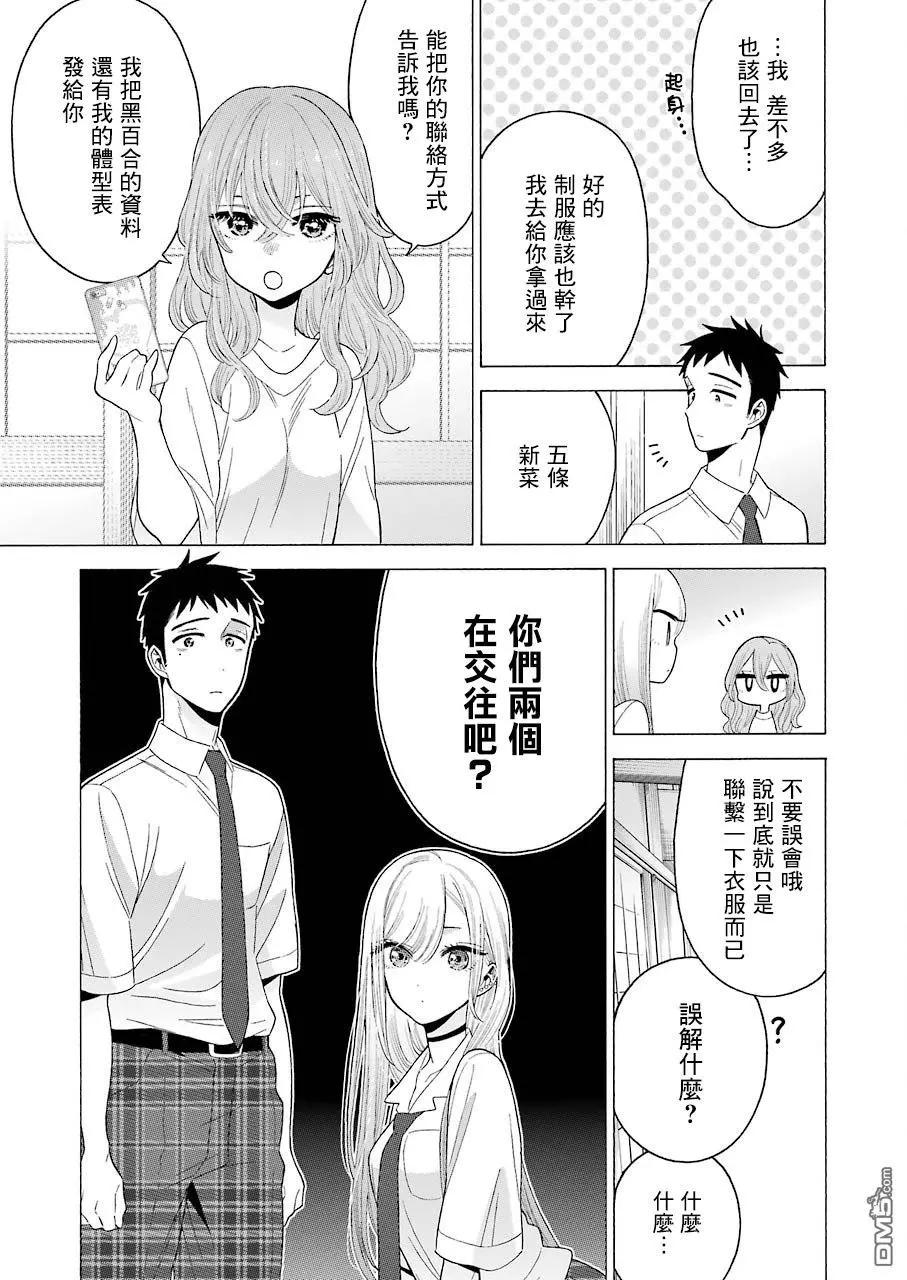 …我 差不多
也該回去了…
起身…
好的
制服應該也幹了
我去給你拿過來
五條
新菜
能把你的聯絡方式
告訴我嗎？
我把黑百合的資料
還有我的體型表
發給你
不要誤會哦
說到底就只是
聯繫一下衣服而已
？
誤解什麼？
什麼
什麼…
你們兩個
在交往吧？
DM5.com